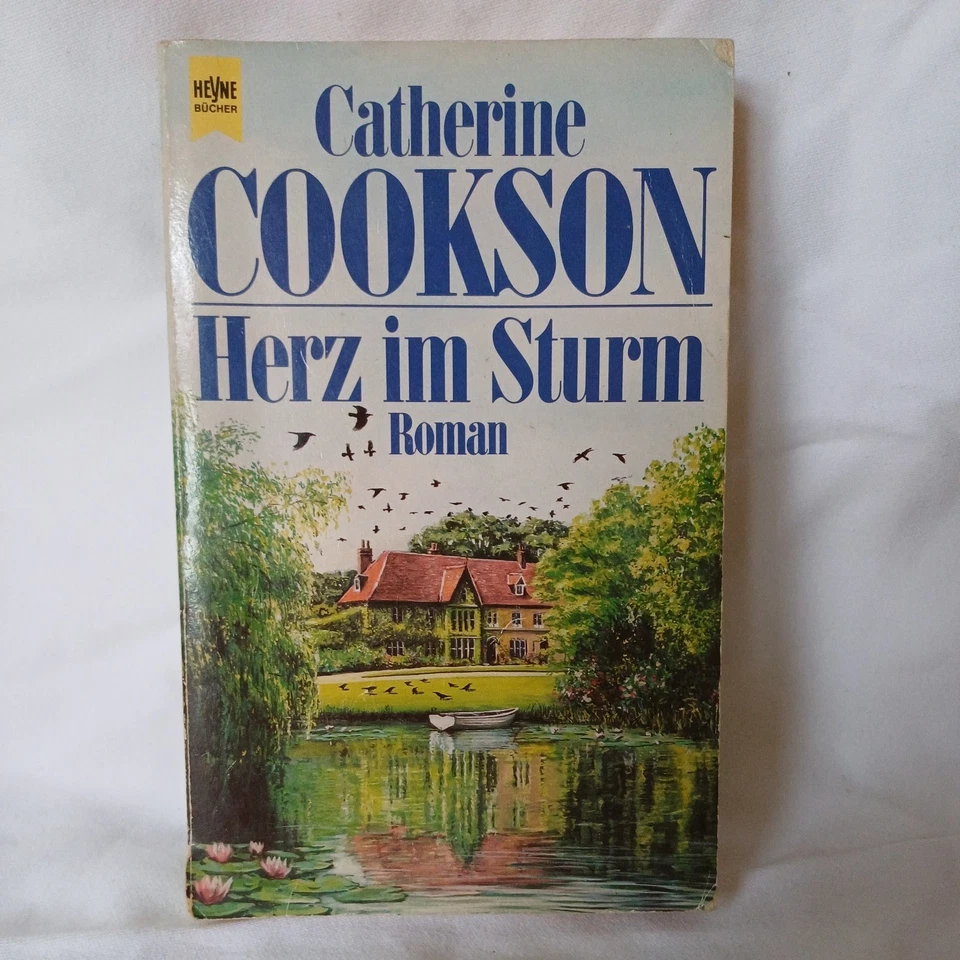 HEYNE
BÜCHER
Catherine
COOKSON
Herz im Sturm
Roman